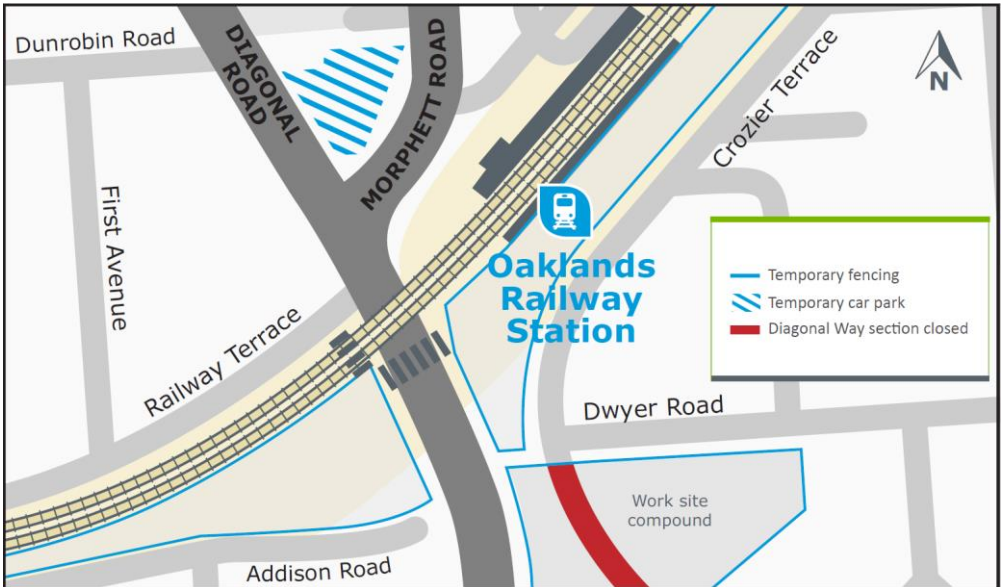 Dunrobin Road
DIAGONAL
ROAD
MORPHETT ROAD
Crozier Terrace
N
First Avenue
Oaklands
Railway
Station
Temporary fencing
Temporary car park
Diagonal Way section closed
Railway Terrace
Dwyer Road
Work site
compound
Addison Road